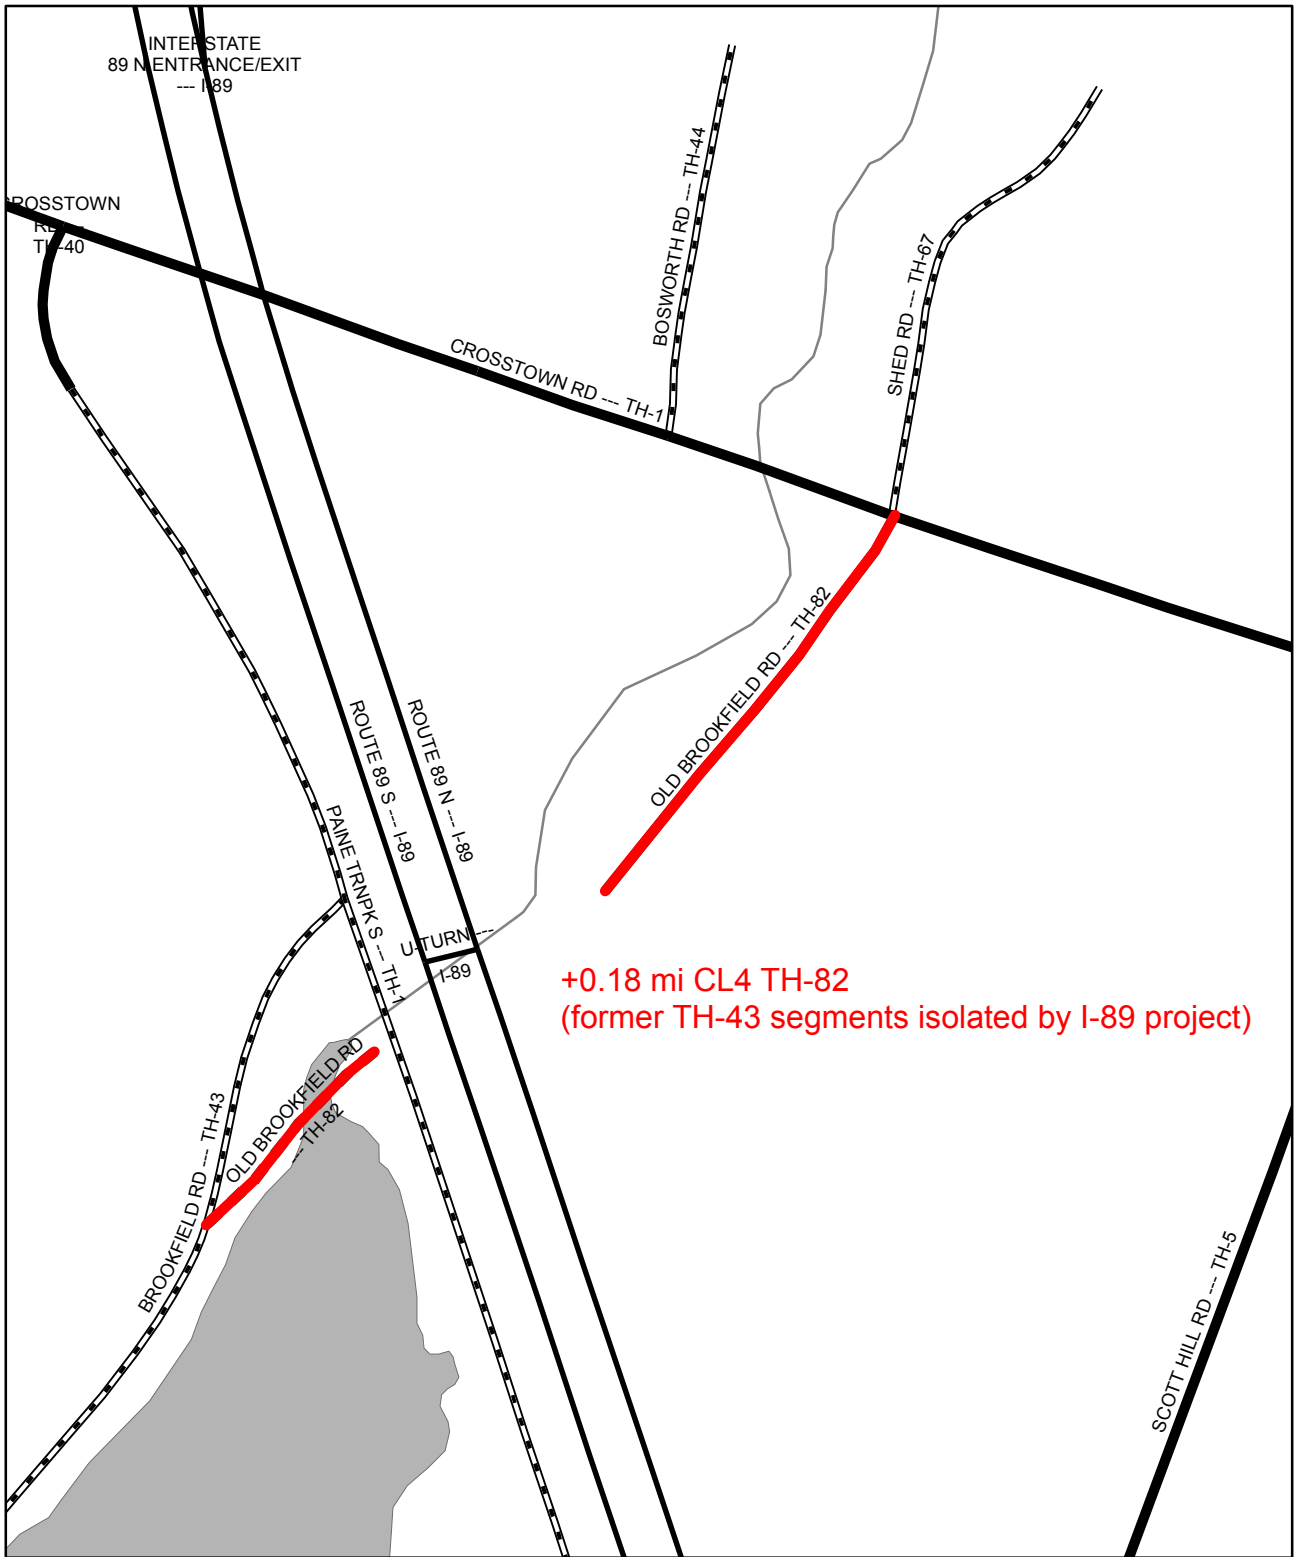 INTERSTATE
89 N ENTRANCE/EXIT
--- I-89
CROSSTOWN
RD ---
TH-40
BOSWORTH RD --- TH-44
SHED RD --- TH-67
CROSSTOWN RD --- TH-1
OLD BROOKFIELD RD --- TH-82
ROUTE 89 S --- I-89
ROUTE 89 N --- I-89
PAINE TRNPK S --- TH-1
U-TURN ---
I-89
+0.18 mi CL4 TH-82
(former TH-43 segments isolated by I-89 project)
OLD BROOKFIELD RD
--- TH-82
BROOKFIELD RD --- TH-43
SCOTT HILL RD --- TH-5